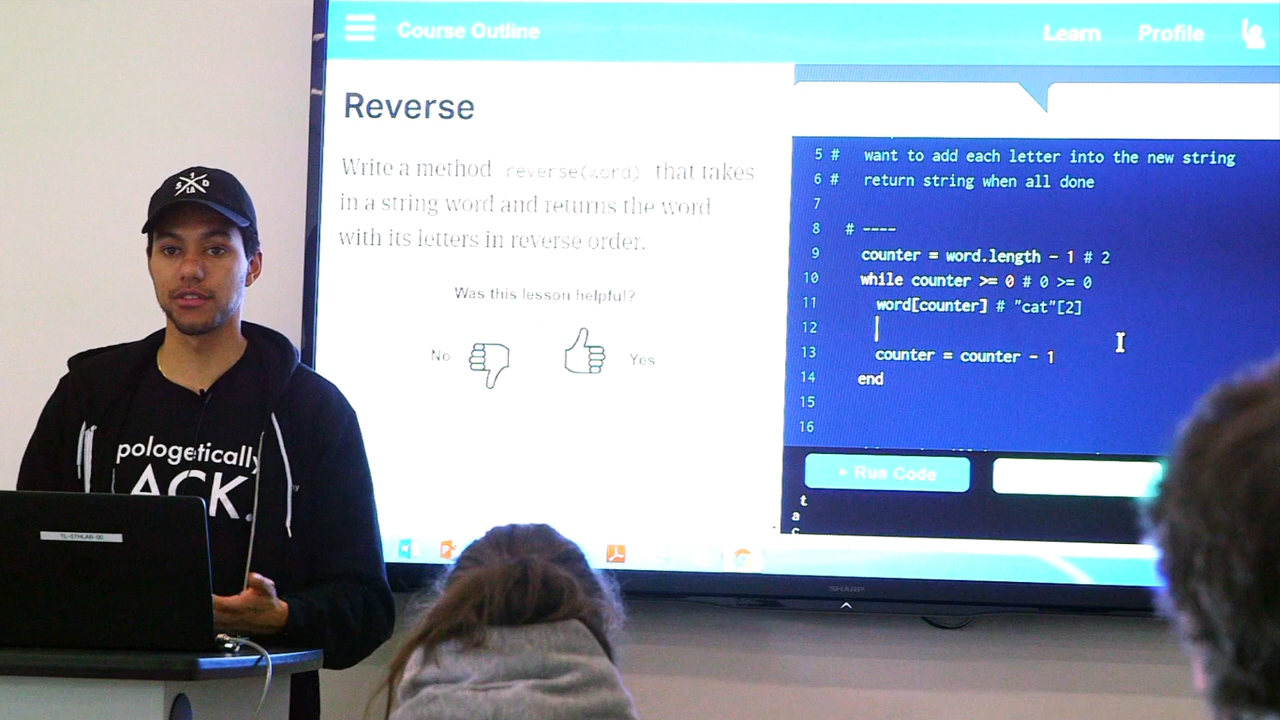 Course Outline
Learn Profile
Reverse
Write a method reverse(word) that takes
in a string word and returns the word
with its letters in reverse order.
Was this lesson helpful?
No Yes
5 # want to add each letter into the new string
6 # return string when all done
7
8 # ----
9 counter = word.length - 1 # 2
10 while counter >= 0 # 0 >= 0
11 word[counter] # "cat"[2]
12
13 counter = counter - 1
14 end
15
16
Run Code
t
a
c
SHARP
pologetically
ACK.
TL-STHLAB-00